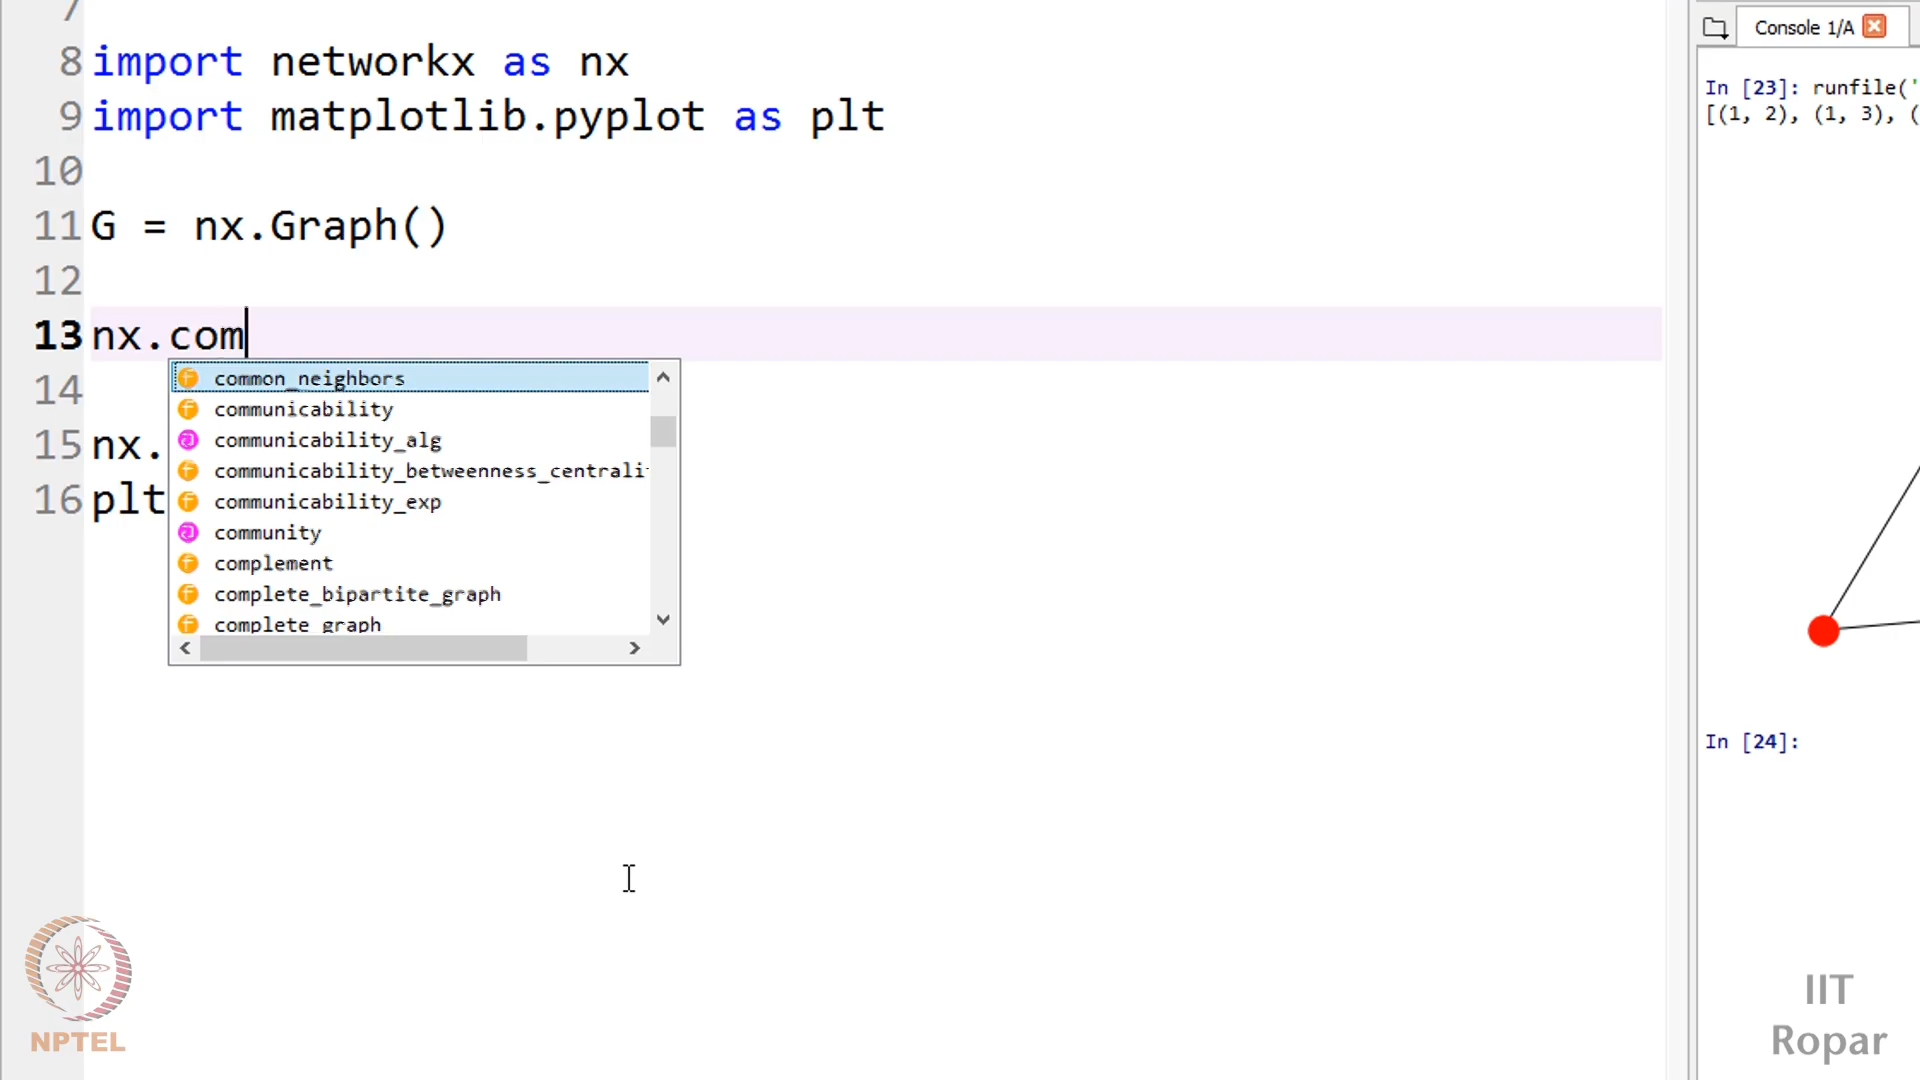 7
8 import networkx as nx
9 import matplotlib.pyplot as plt
10
11 G = nx.Graph()
12
13 nx.com
common_neighbors
14
communicability
communicability_alg
15 nx.
communicability_betweenness_centrali
16 plt
communicability_exp
community
complement
complete_bipartite_graph
complete_graph
Console 1/A
In [23]: runfile('
[(1, 2), (1, 3), (
In [24]:
NPTEL
IIT
Ropar